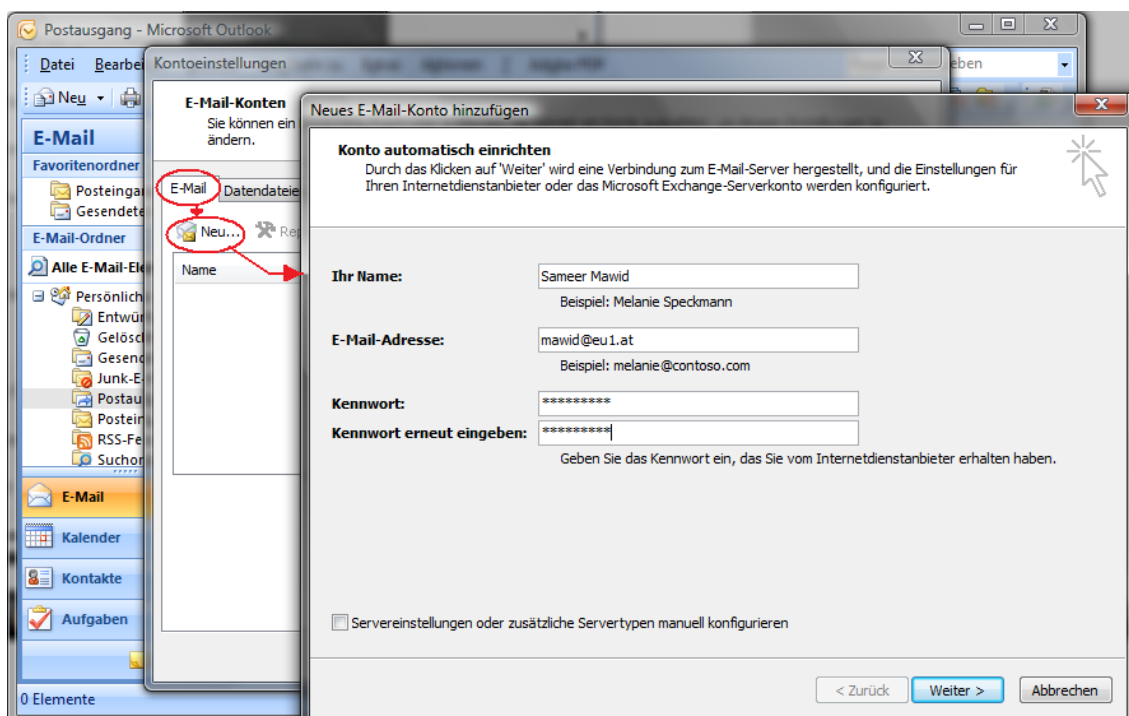 Postausgang - Microsoft Outlook
Datei Bearbei
eben
Neu
E-Mail
Favoritenordner
Posteingan
Gesendete
E-Mail-Ordner
Alle E-Mail-Ele
Persönlich
Entwür
Gelösch
Gesend
Junk-E-
Postau
Postein
RSS-Fe
Suchor
E-Mail
Kalender
Kontakte
Aufgaben
0 Elemente
Kontoeinstellungen
E-Mail-Konten
Sie können ein
ändern.
E-Mail Datendateie
Neu... Rep
Name
Neues E-Mail-Konto hinzufügen
Konto automatisch einrichten
Durch das Klicken auf 'Weiter' wird eine Verbindung zum E-Mail-Server hergestellt, und die Einstellungen für
Ihren Internetdienstanbieter oder das Microsoft Exchange-Serverkonto werden konfiguriert.
Ihr Name: Sameer Mawid
Beispiel: Melanie Speckmann
E-Mail-Adresse: mawid@eu1.at
Beispiel: melanie@contoso.com
Kennwort: *********
Kennwort erneut eingeben: *********
Geben Sie das Kennwort ein, das Sie vom Internetdienstanbieter erhalten haben.
Servereinstellungen oder zusätzliche Servertypen manuell konfigurieren
< Zurück Weiter > Abbrechen